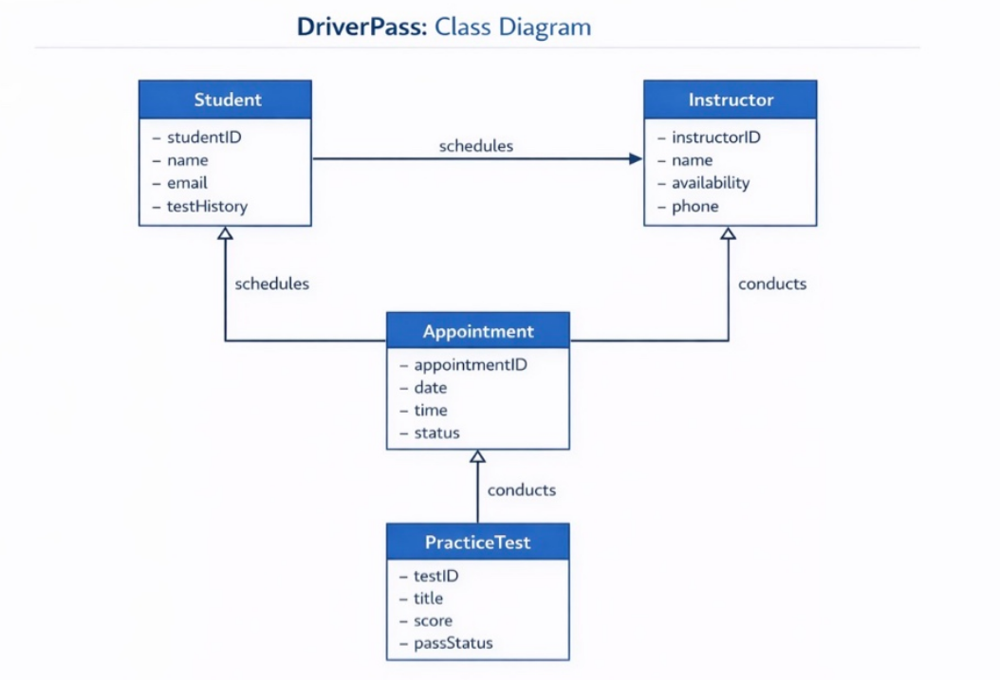 DriverPass: Class Diagram
Student
– studentID
– name
– email
– testHistory
schedules
Instructor
– instructorID
– name
– availability
– phone
schedules
conducts
Appointment
– appointmentID
– date
– time
– status
conducts
PracticeTest
– testID
– title
– score
– passStatus